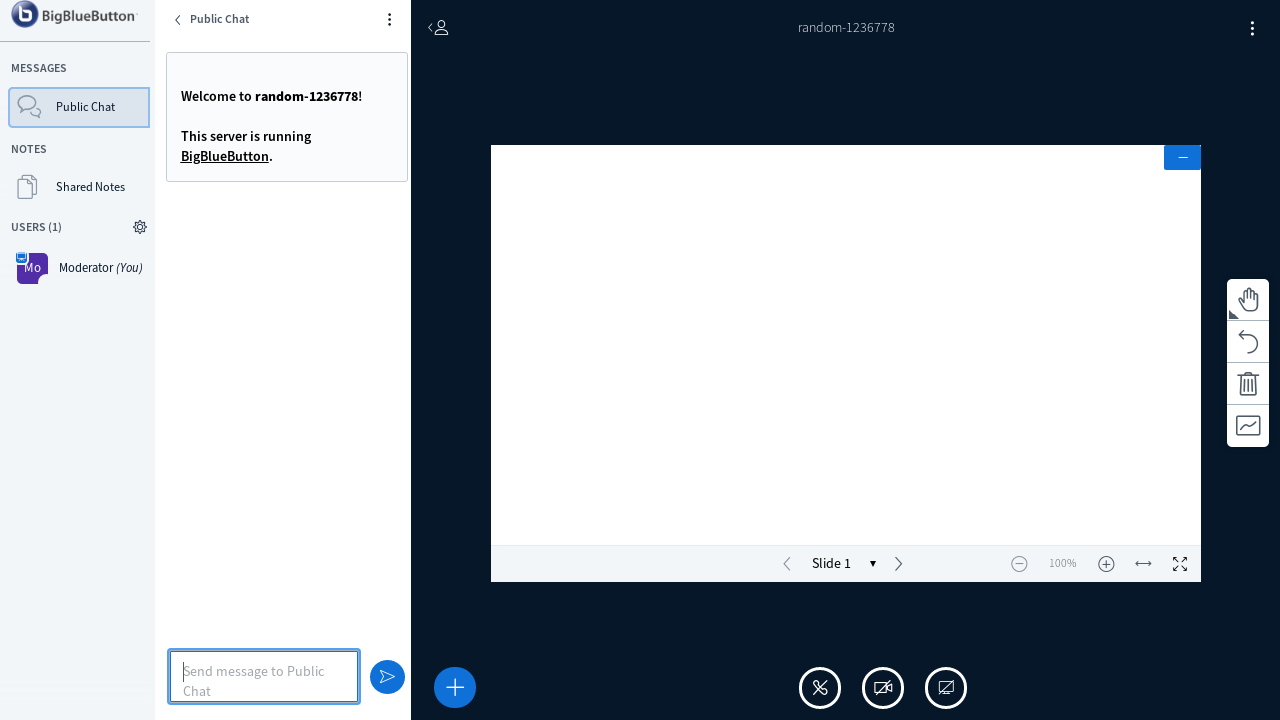 BigBlueButton
MESSAGES
Public Chat
NOTES
Shared Notes
USERS (1)
Mo
Moderator (You)
Public Chat
Welcome to random-1236778!
This server is running
BigBlueButton.
Send message to Public
Chat
random-1236778
Slide 1
100%